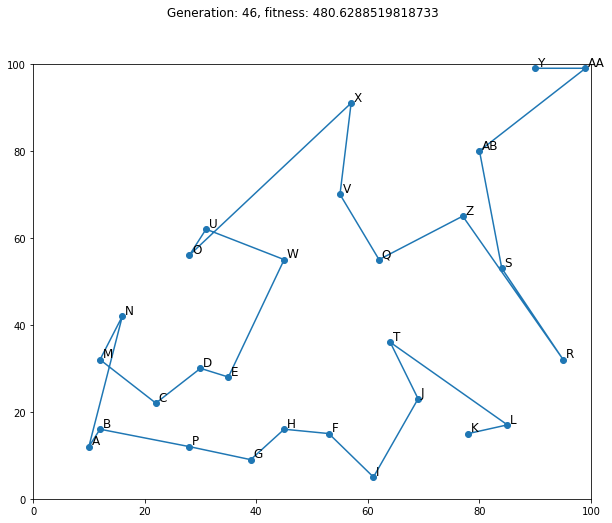 Generation: 46, fitness: 480.6288519818733
100
Y
AA
X
80
AB
V
Z
U
60
O
W
Q
S
N
40
T
M
R
D
E
C
J
20
B
H
F
L
K
A
P
G
I
0
0
20
40
60
80
100